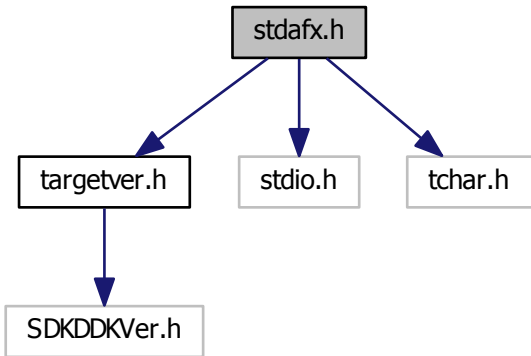 stdafx.h
targetver.h
stdio.h
tchar.h
SDKDDKVer.h